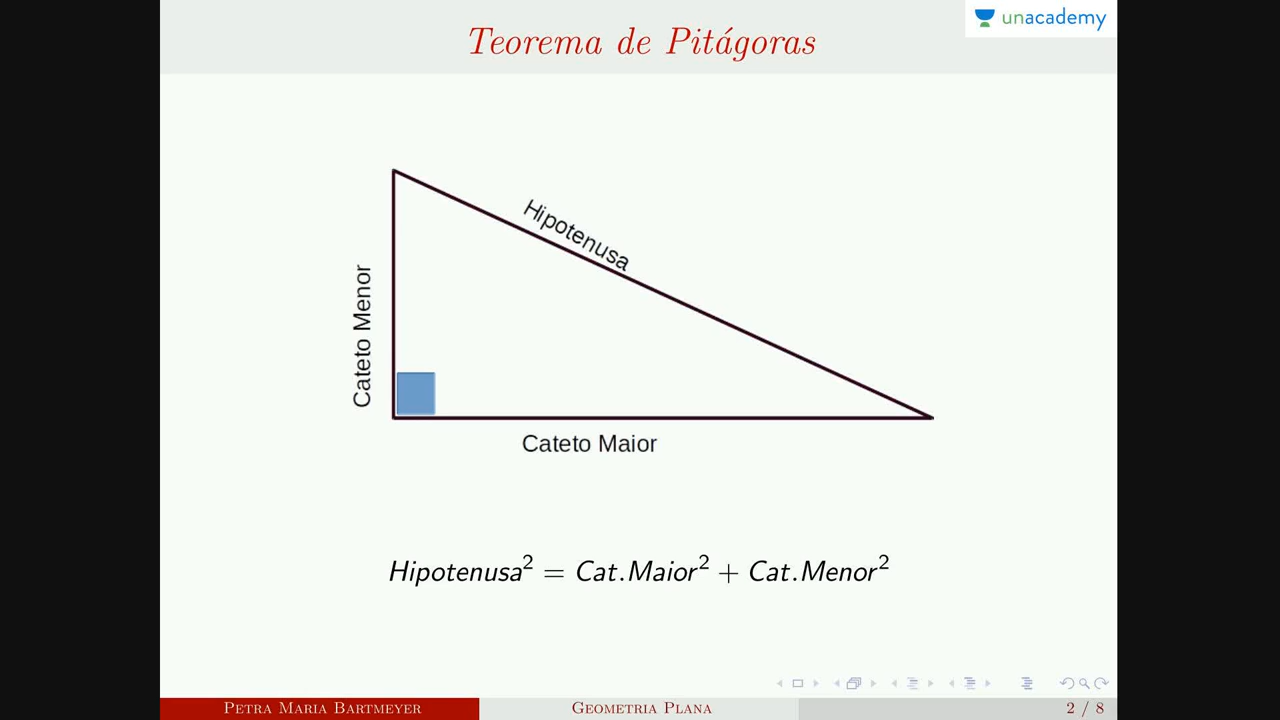 unacademy
Teorema de Pitágoras
Hipotenusa
Cateto Menor
Cateto Maior
Hipotenusa² = Cat.Maior² + Cat.Menor²
Petra Maria Bartmeyer
Geometria Plana
2 / 8